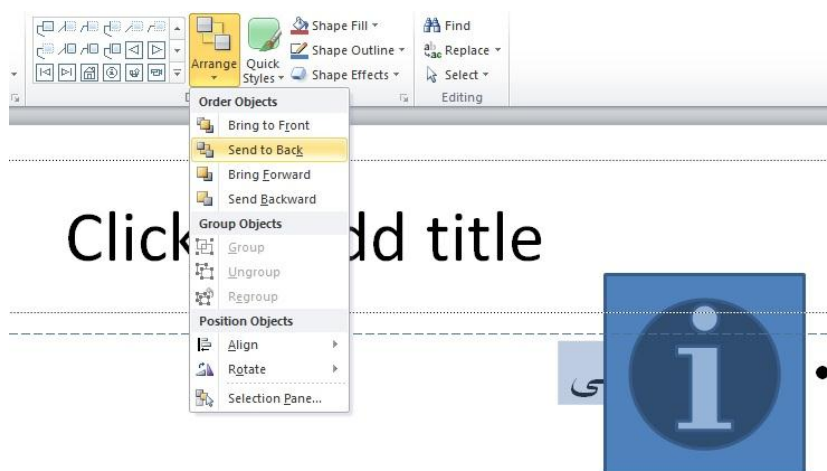 Shape Fill
Shape Outline
Shape Effects
Arrange
Quick
Styles
Find
Replace
Select
Editing
Order Objects
Bring to Front
Send to Back
Bring Forward
Send Backward
Group Objects
Group
Ungroup
Regroup
Position Objects
Align
Rotate
Selection Pane...
Click
dd title